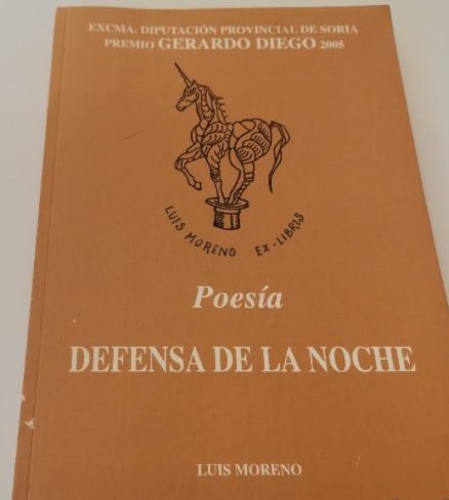 EXCMA. DIPUTACIÓN PROVINCIAL DE SORIA
PREMIO GERARDO DIEGO 2005
LUIS MORENO EX-LIBRIS
Poesía
DEFENSA DE LA NOCHE
LUIS MORENO